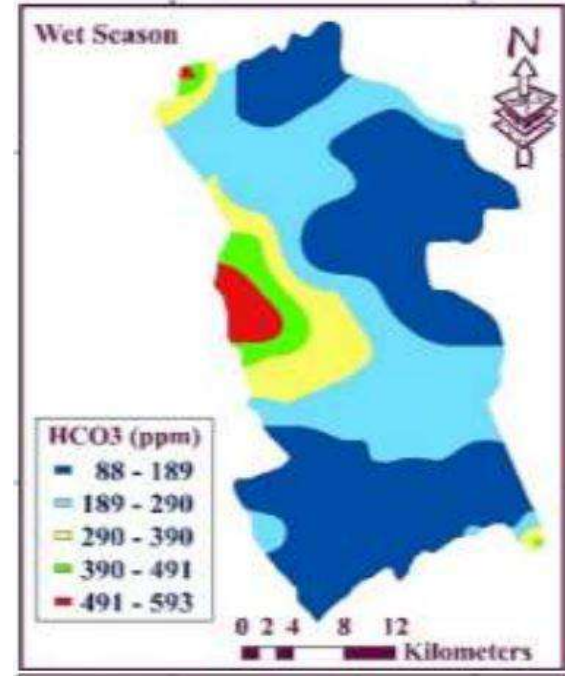 Wet Season
N
HCO3 (ppm)
88 - 189
189 - 290
290 - 390
390 - 491
491 - 593
0 2 4 8 12
Kilometers